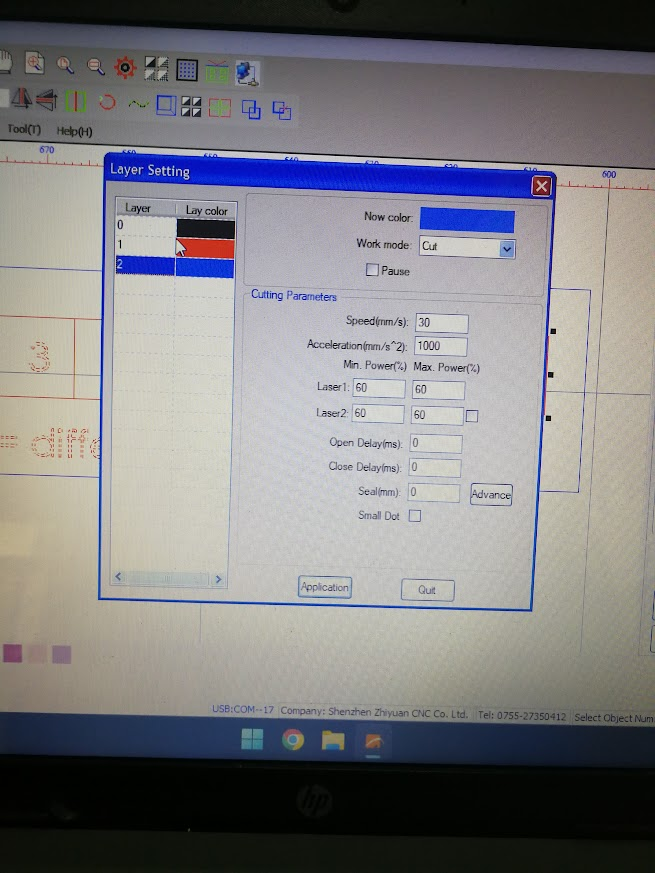 Tool(T) Help(H)
670
620
610
600
Layer Setting
Layer Lay color
0
1
2
Now color:
Work mode: Cut
Pause
Cutting Parameters
Speed(mm/s): 30
Acceleration(mm/s^2): 1000
Min. Power(%) Max. Power(%)
Laser1: 60 60
Laser2: 60 60
Open Delay(ms): 0
Close Delay(ms): 0
Seal(mm): 0 Advance
Small Dot
Application Quit
USB:COM--17 Company: Shenzhen Zhiyuan CNC Co. Ltd. Tel: 0755-27350412 Select Object Num
hp